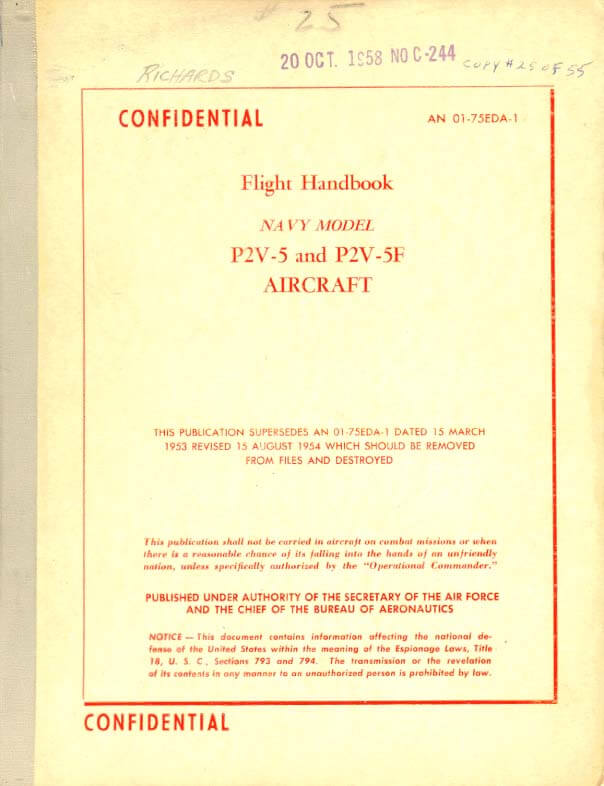 # 25
20 OCT. 1958 NO C-244
COPY # 25 OF 55
RICHARDS
CONFIDENTIAL
AN 01-75EDA-1
Flight Handbook
NAVY MODEL
P2V-5 and P2V-5F
AIRCRAFT
THIS PUBLICATION SUPERSEDES AN 01-75EDA-1 DATED 15 MARCH
1953 REVISED 15 AUGUST 1954 WHICH SHOULD BE REMOVED
FROM FILES AND DESTROYED
This publication shall not be carried in aircraft on combat missions or when
there is a reasonable chance of its falling into the hands of an unfriendly
nation, unless specifically authorized by the "Operational Commander."
PUBLISHED UNDER AUTHORITY OF THE SECRETARY OF THE AIR FORCE
AND THE CHIEF OF THE BUREAU OF AERONAUTICS
NOTICE — This document contains information affecting the national de-
fense of the United States within the meaning of the Espionage Laws, Title
18, U. S. C., Sections 793 and 794. The transmission or the revelation
of its contents in any manner to an unauthorized person is prohibited by law.
CONFIDENTIAL